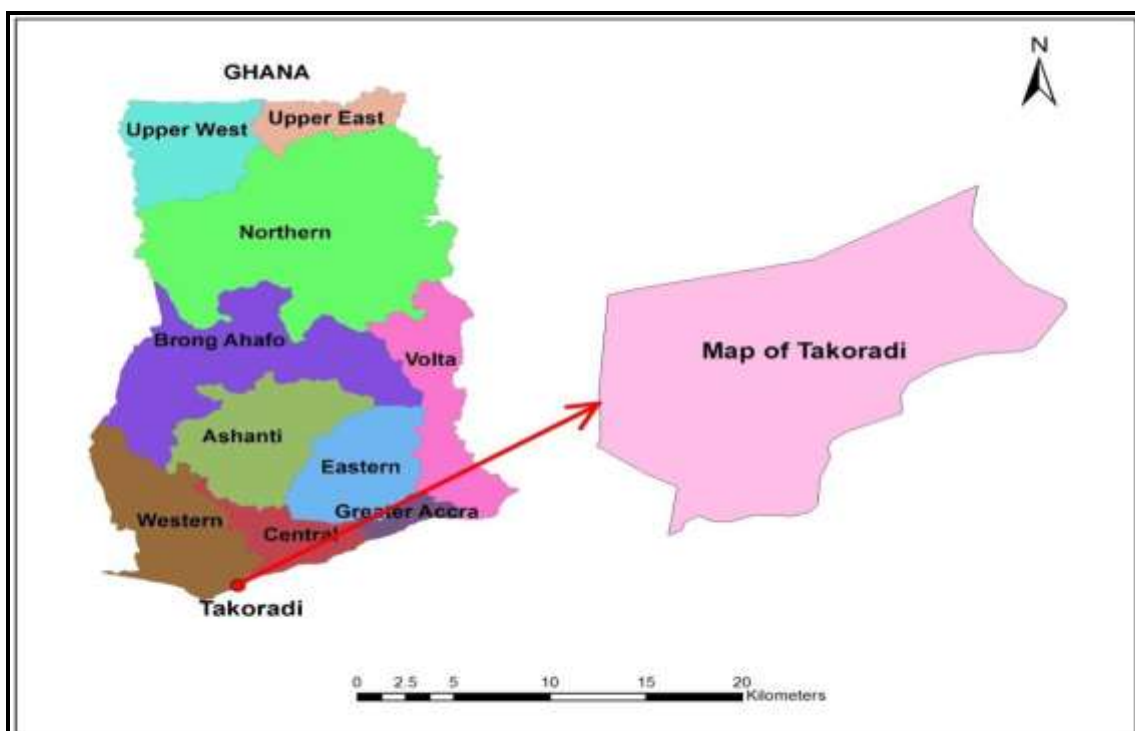 N
GHANA
Upper East
Upper West
Northern
Brong Ahafo
Volta
Map of Takoradi
Ashanti
Eastern
Greater Accra
Western
Central
Takoradi
0 2.5 5 10 15 20
Kilometers